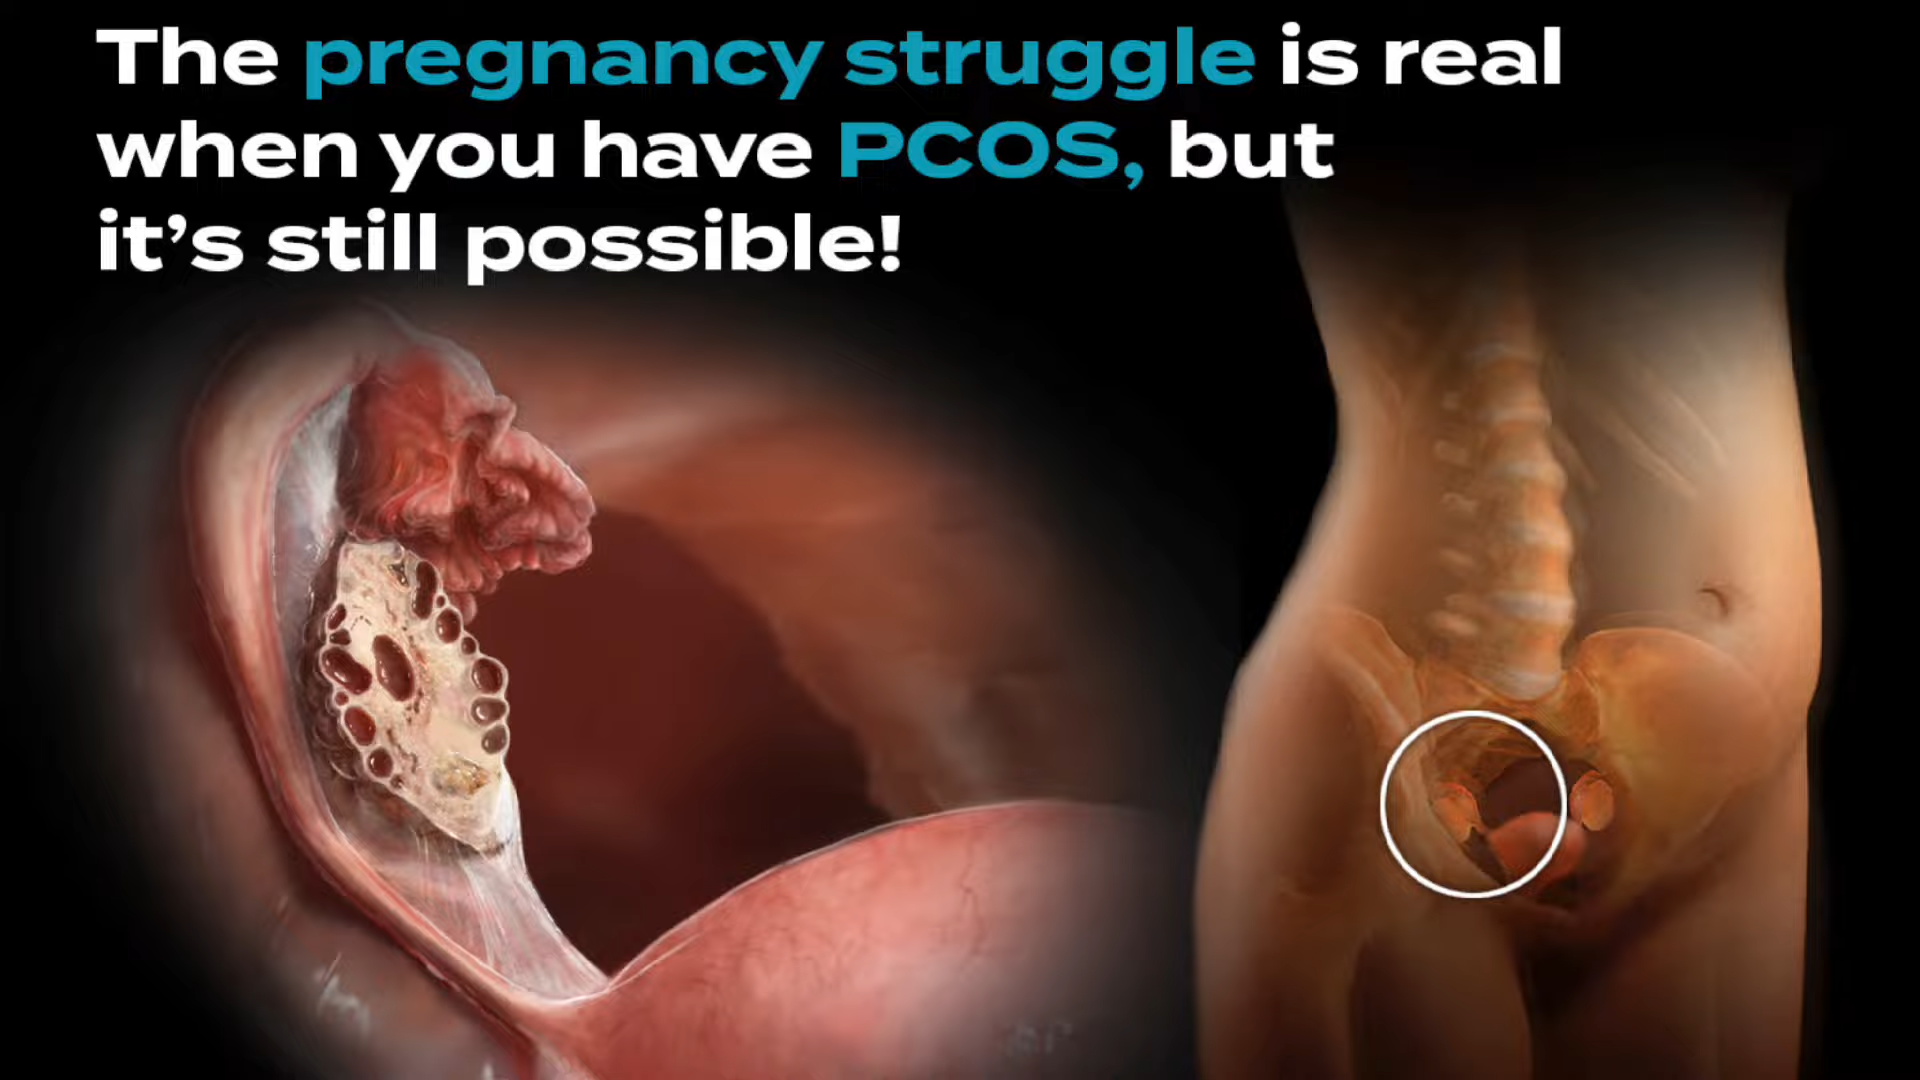 The pregnancy struggle is real
when you have PCOS, but
it’s still possible!